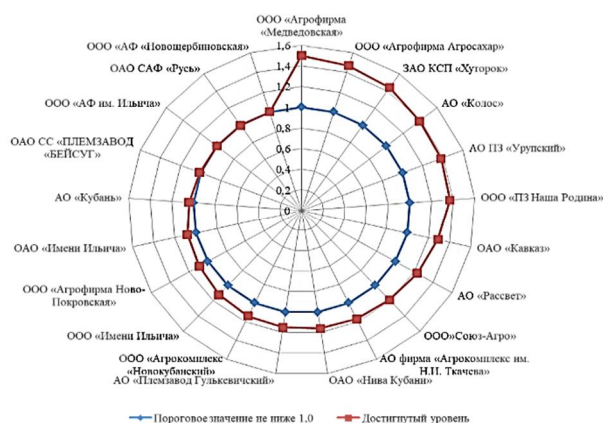 ООО «Агрофирма
Медведовская»
ООО «Агрофирма Агросахар»
ЗАО КСП «Хуторок»
АО «Колос»
АО ПЗ «Урупский»
ООО «ПЗ Наша Родина»
ОАО «Кавказ»
АО «Рассвет»
ООО»Союз-Агро»
АО фирма «Агрокомплекс им.
Н.И. Ткачева»
ОАО «Нива Кубани»
АО «Племзавод Гулькевичский»
ООО «Агрокомплекс
«Новокубанский»
ООО «Имени Ильича»
ООО «Агрофирма Ново-
Покровская»
ОАО «Имени Ильича»
АО «Кубань»
ОАО СС «ПЛЕМЗАВОД
«БЕЙСУГ»
ООО «АФ им. Ильича»
ОАО САФ «Русь»
ООО «АФ «Новощербиновская»
1,6
1,4
1,2
1
0,8
0,6
0,4
0,2
0
Пороговое значение не ниже 1,0
Достигнутый уровень